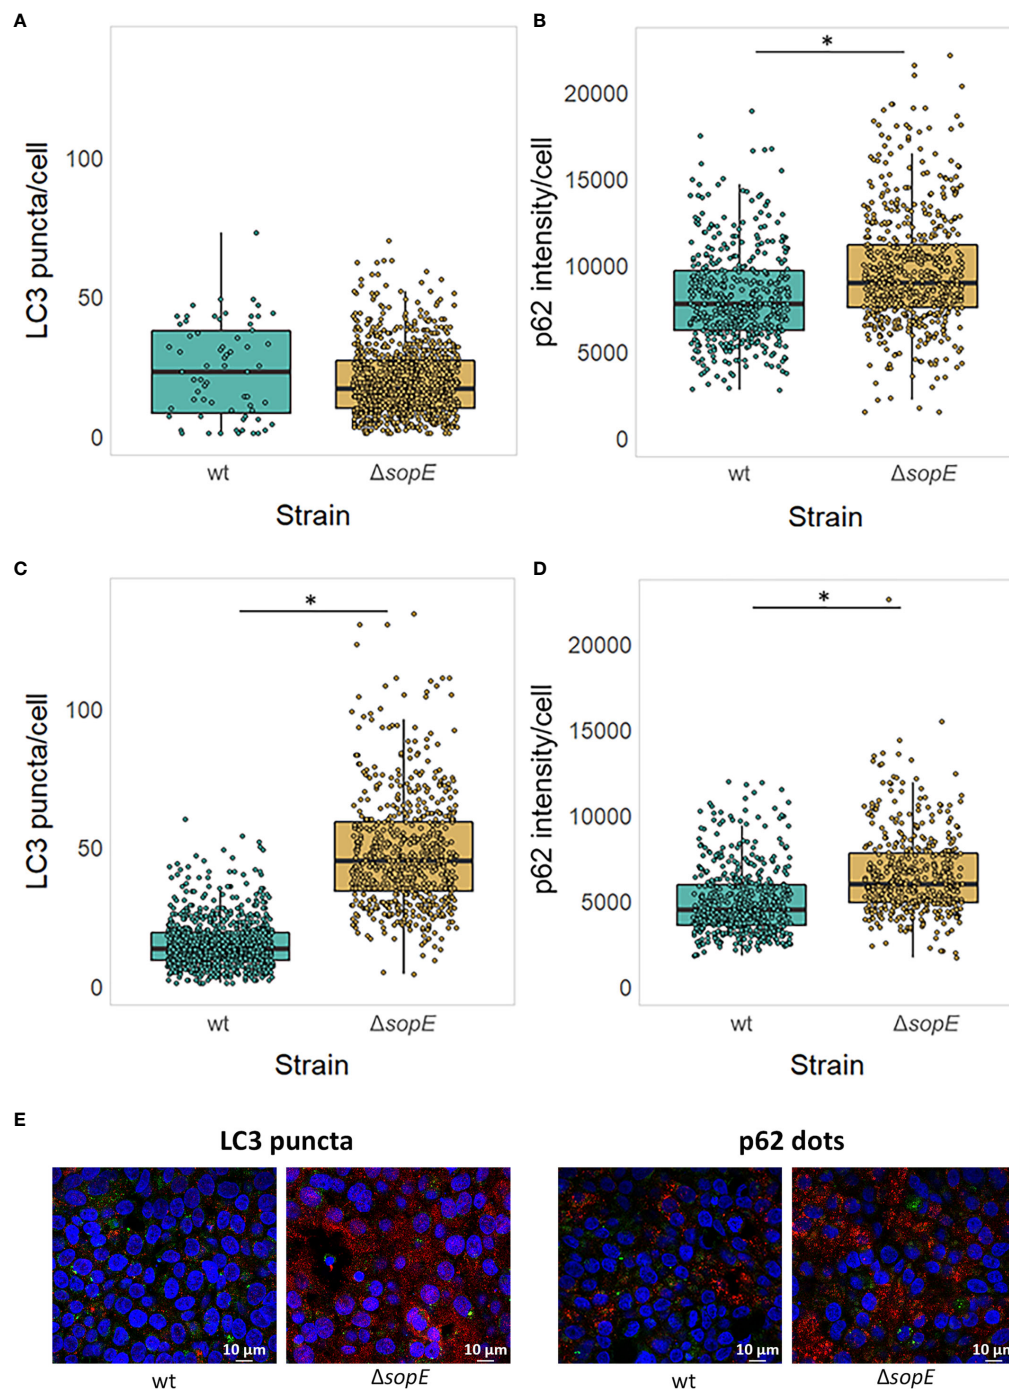 A
LC3 puncta/cell
100
50
0
wt
ΔsopE
Strain
B
*
p62 intensity/cell
20000
15000
10000
5000
0
wt
ΔsopE
Strain
C
*
LC3 puncta/cell
100
50
0
wt
ΔsopE
Strain
D
*
p62 intensity/cell
20000
15000
10000
5000
0
wt
ΔsopE
Strain
E
LC3 puncta
p62 dots
10 µm
10 µm
10 µm
10 µm
wt
ΔsopE
wt
ΔsopE